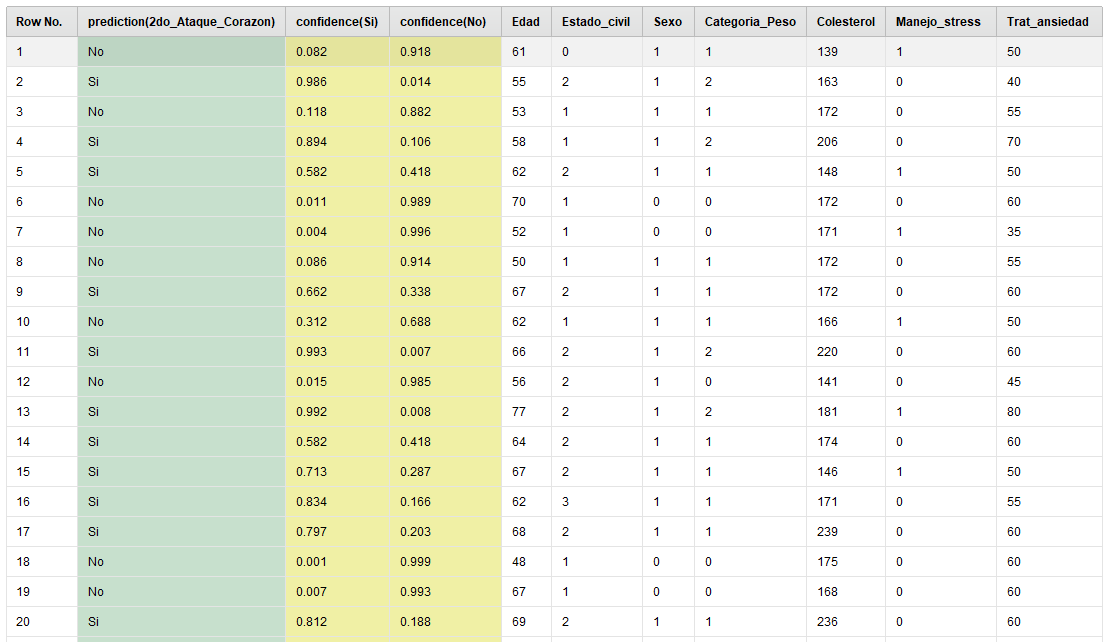 Row No. prediction(2do_Ataque_Corazon) confidence(Si) confidence(No) Edad Estado_civil Sexo Categoria_Peso Colesterol Manejo_stress Trat_ansiedad
1 No 0.082 0.918 61 0 1 1 139 1 50
2 Si 0.986 0.014 55 2 1 2 163 0 40
3 No 0.118 0.882 53 1 1 1 172 0 55
4 Si 0.894 0.106 58 1 1 2 206 0 70
5 Si 0.582 0.418 62 2 1 1 148 1 50
6 No 0.011 0.989 70 1 0 0 172 0 60
7 No 0.004 0.996 52 1 0 0 171 1 35
8 No 0.086 0.914 50 1 1 1 172 0 55
9 Si 0.662 0.338 67 2 1 1 172 0 60
10 No 0.312 0.688 62 1 1 1 166 1 50
11 Si 0.993 0.007 66 2 1 2 220 0 60
12 No 0.015 0.985 56 2 1 0 141 0 45
13 Si 0.992 0.008 77 2 1 2 181 1 80
14 Si 0.582 0.418 64 2 1 1 174 0 60
15 Si 0.713 0.287 67 2 1 1 146 1 50
16 Si 0.834 0.166 62 3 1 1 171 0 55
17 Si 0.797 0.203 68 2 1 1 239 0 60
18 No 0.001 0.999 48 1 0 0 175 0 60
19 No 0.007 0.993 67 1 0 0 168 0 60
20 Si 0.812 0.188 69 2 1 1 236 0 60